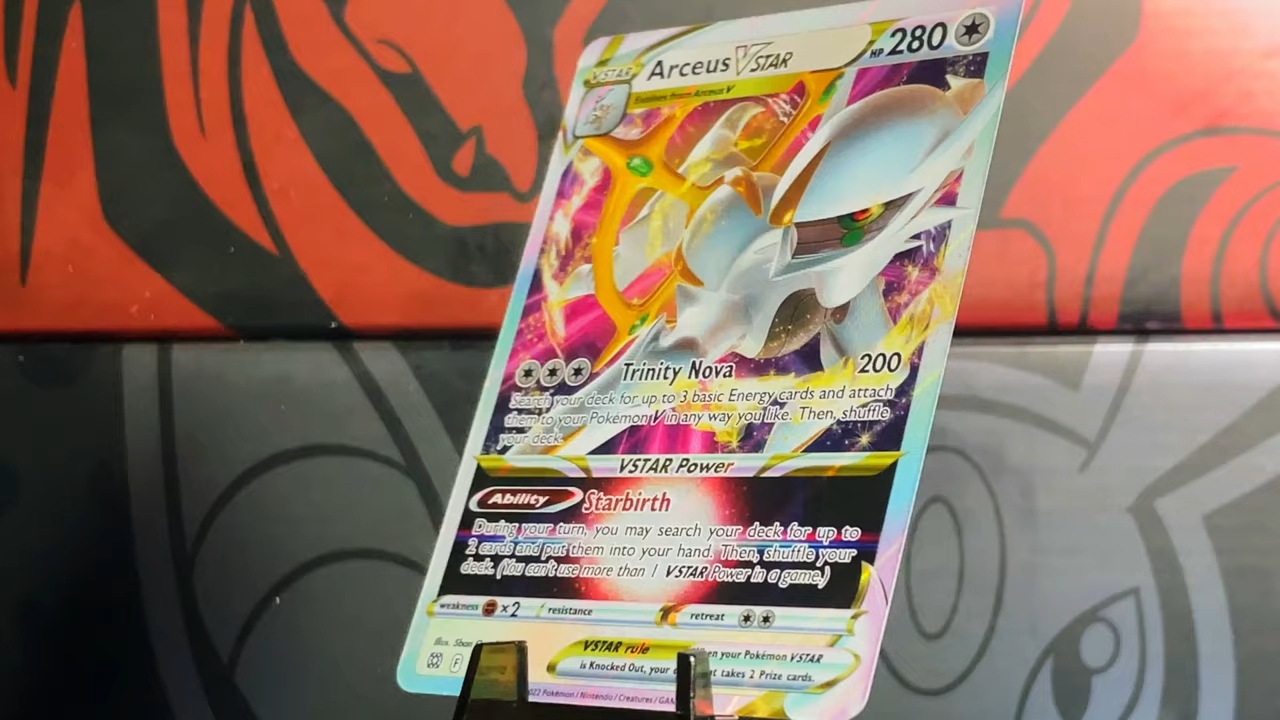 VSTAR Arceus VSTAR HP 280
Evolves from Arceus V
Trinity Nova 200
Search your deck for up to 3 basic Energy cards and attach
them to your Pokémon V in any way you like. Then, shuffle
your deck.
VSTAR Power
Ability Starbirth
During your turn, you may search your deck for up to
2 cards and put them into your hand. Then, shuffle your
deck. (You can't use more than 1 VSTAR Power in a game.)
weakness ×2 resistance retreat
Illus.
VSTAR rule your Pokémon VSTAR
F is Knocked Out, your takes 2 Prize cards.
Pokémon / Nintendo / Creatures /